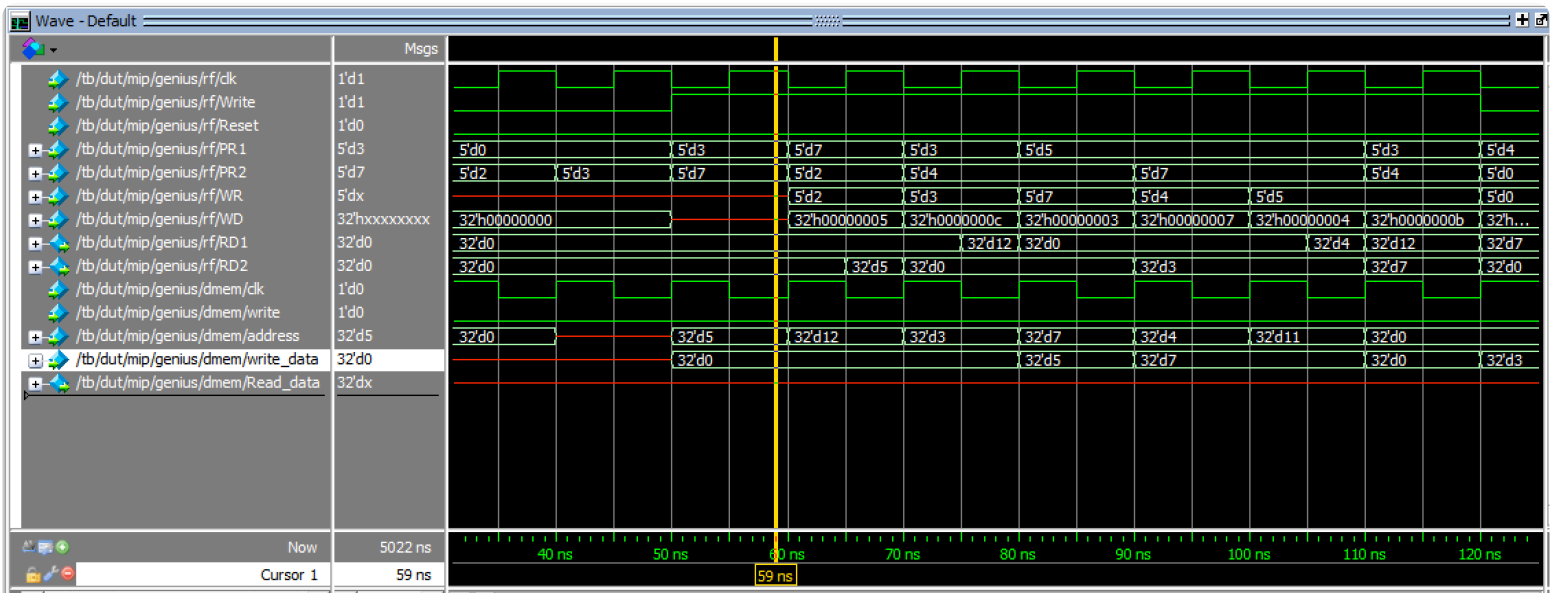 Wave - Default
Msgs
/tb/dut/mip/genius/rf/clk 1'd1
/tb/dut/mip/genius/rf/Write 1'd1
/tb/dut/mip/genius/rf/Reset 1'd0
/tb/dut/mip/genius/rf/PR1 5'd3 5'd0 5'd3 5'd7 5'd3 5'd5 5'd3 5'd4
/tb/dut/mip/genius/rf/PR2 5'd7 5'd2 5'd3 5'd7 5'd2 5'd4 5'd7 5'd4 5'd0
/tb/dut/mip/genius/rf/WR 5'dx 5'd2 5'd3 5'd7 5'd4 5'd5 5'd0
/tb/dut/mip/genius/rf/WD 32'hxxxxxxxx 32'h00000000 32'h00000005 32'h0000000c 32'h00000003 32'h00000007 32'h00000004 32'h0000000b 32'h...
/tb/dut/mip/genius/rf/RD1 32'd0 32'd0 32'd12 32'd0 32'd4 32'd12 32'd7
/tb/dut/mip/genius/rf/RD2 32'd0 32'd0 32'd5 32'd0 32'd3 32'd7 32'd0
/tb/dut/mip/genius/dmem/clk 1'd0
/tb/dut/mip/genius/dmem/write 1'd0
/tb/dut/mip/genius/dmem/address 32'd5 32'd0 32'd5 32'd12 32'd3 32'd7 32'd4 32'd11 32'd0
/tb/dut/mip/genius/dmem/write_data 32'd0 32'd0 32'd5 32'd7 32'd0 32'd3
/tb/dut/mip/genius/dmem/Read_data 32'dx
Now 5022 ns 40 ns 50 ns 60 ns 70 ns 80 ns 90 ns 100 ns 110 ns 120 ns
Cursor 1 59 ns 59 ns